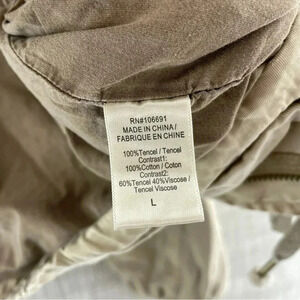 RN#106691
MADE IN CHINA /
FABRIQUE EN CHINE
100%Tencel / Tencel
Contrast1:
100%Cotton / Coton
Contrast2:
60%Tencel 40%Viscose /
Tencel Viscose
L